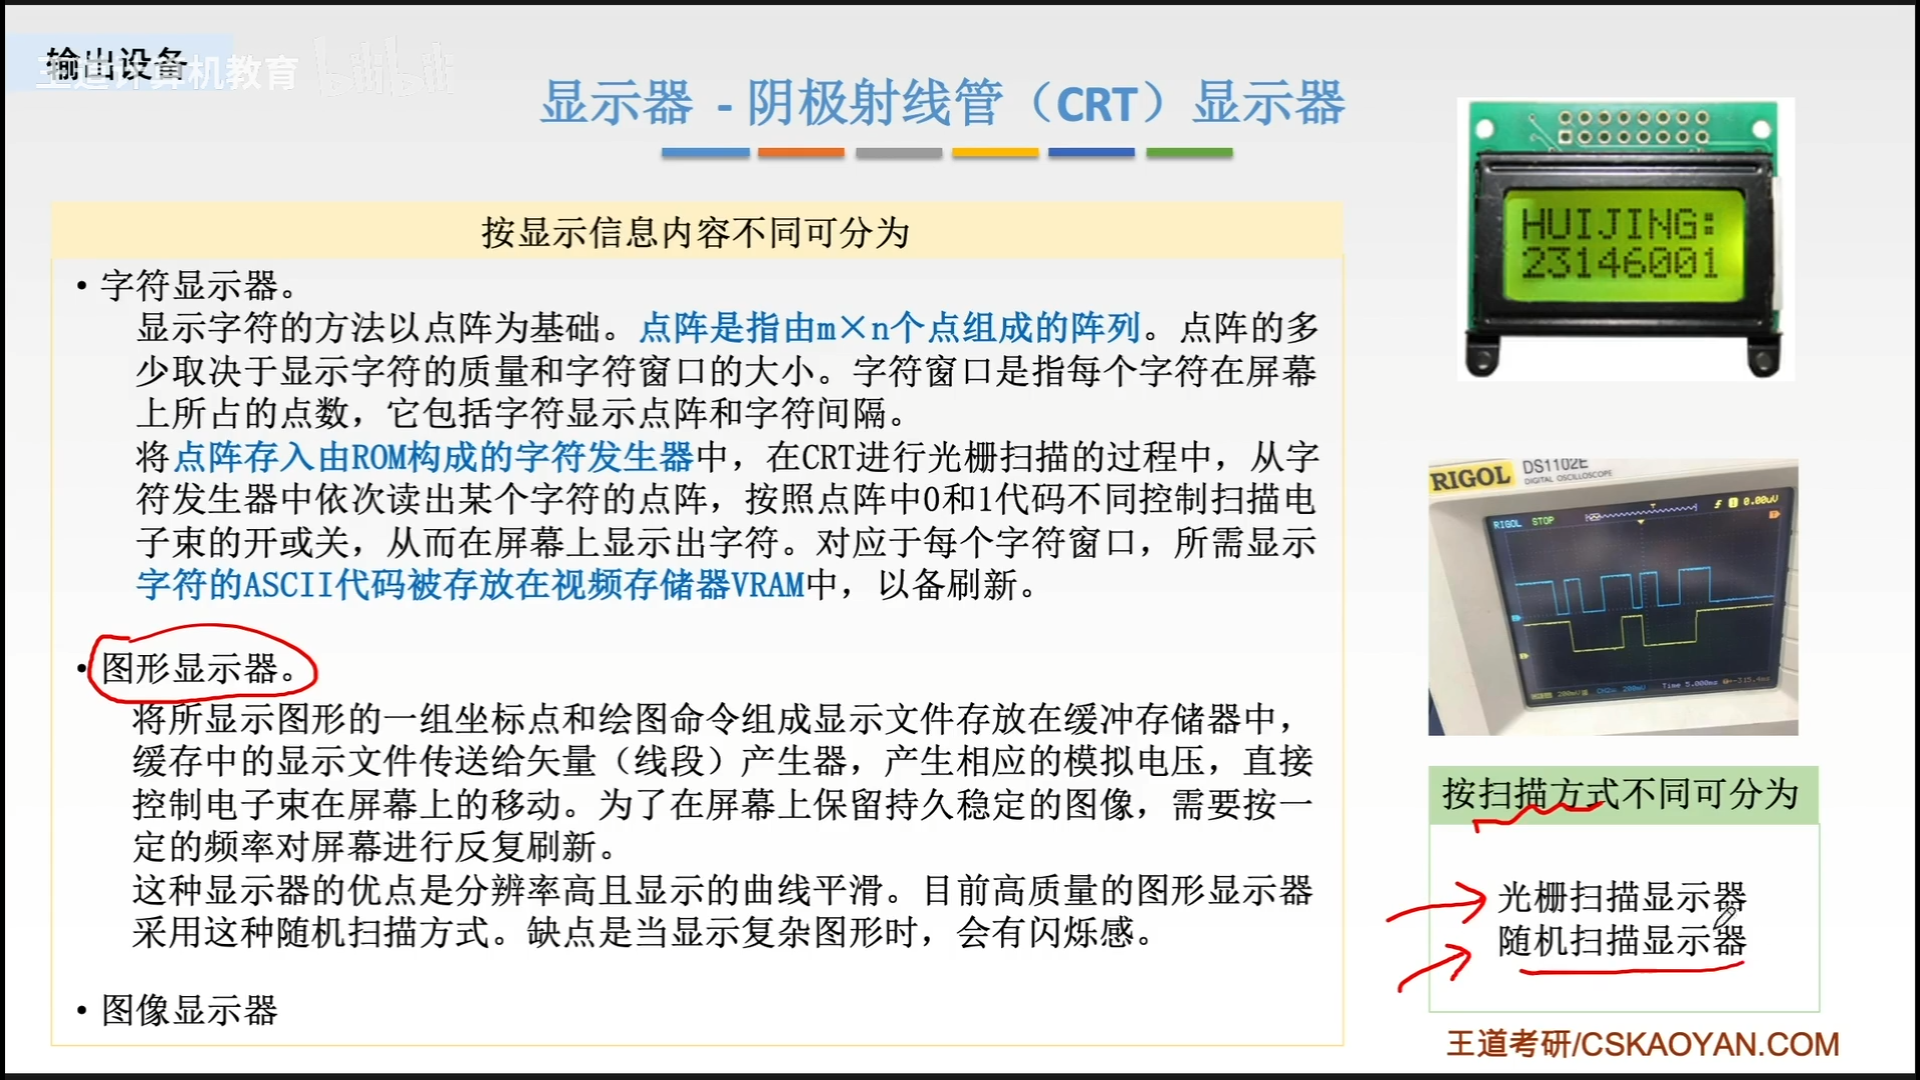 输出设备
王道计算机教育 bilibili
显示器 - 阴极射线管（CRT）显示器
按显示信息内容不同可分为
• 字符显示器。
显示字符的方法以点阵为基础。点阵是指由m×n个点组成的阵列。点阵的多
少取决于显示字符的质量和字符窗口的大小。字符窗口是指每个字符在屏幕
上所占的点数，它包括字符显示点阵和字符间隔。
将点阵存入由ROM构成的字符发生器中，在CRT进行光栅扫描的过程中，从字
符发生器中依次读出某个字符的点阵，按照点阵中0和1代码不同控制扫描电
子束的开或关，从而在屏幕上显示出字符。对应于每个字符窗口，所需显示
字符的ASCII代码被存放在视频存储器VRAM中，以备刷新。
• 图形显示器。
将所显示图形的一组坐标点和绘图命令组成显示文件存放在缓冲存储器中，
缓存中的显示文件传送给矢量（线段）产生器，产生相应的模拟电压，直接
控制电子束在屏幕上的移动。为了在屏幕上保留持久稳定的图像，需要按一
定的频率对屏幕进行反复刷新。
这种显示器的优点是分辨率高且显示的曲线平滑。目前高质量的图形显示器
采用这种随机扫描方式。缺点是当显示复杂图形时，会有闪烁感。
• 图像显示器
HUIJING:
23146001
RIGOL DS1102E
DIGITAL OSCILLOSCOPE
RIGOL STOP 0.00uV
Time 5.000ms
按扫描方式不同可分为
光栅扫描显示器
随机扫描显示器
王道考研/CSKAOYAN.COM